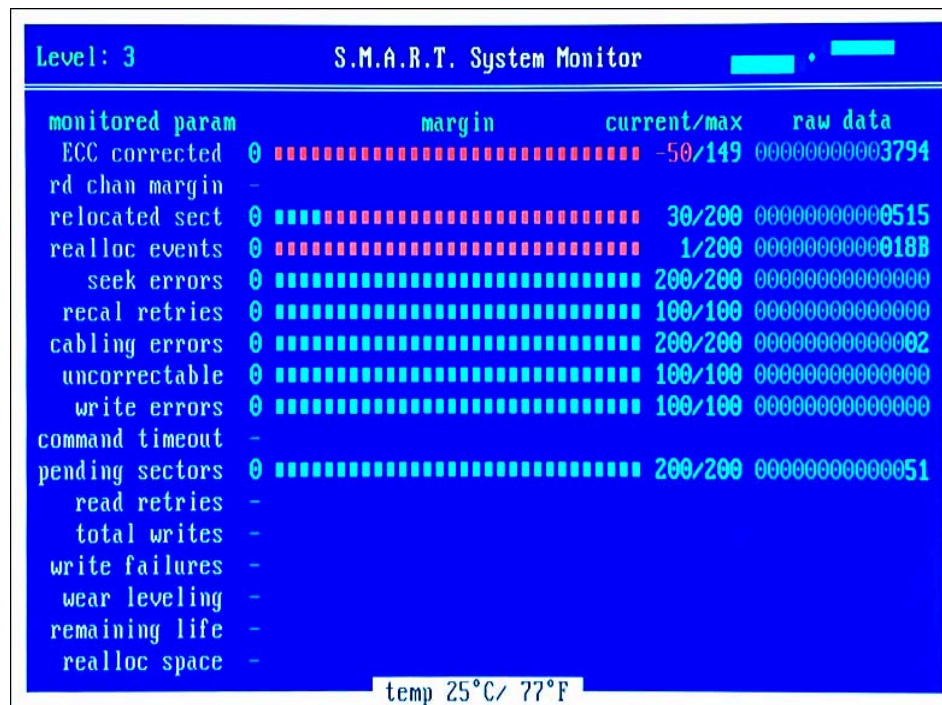 Level: 3 S.M.A.R.T. System Monitor
monitored param margin current/max raw data
ECC corrected 0 -50/149 00000000003794
rd chan margin -
relocated sect 0 30/200 00000000000515
realloc events 0 1/200 0000000000018B
seek errors 0 200/200 00000000000000
recal retries 0 100/100 00000000000000
cabling errors 0 200/200 00000000000002
uncorrectable 0 100/100 00000000000000
write errors 0 100/100 00000000000000
command timeout -
pending sectors 0 200/200 00000000000051
read retries -
total writes -
write failures -
wear leveling -
remaining life -
realloc space -
temp 25°C/ 77°F